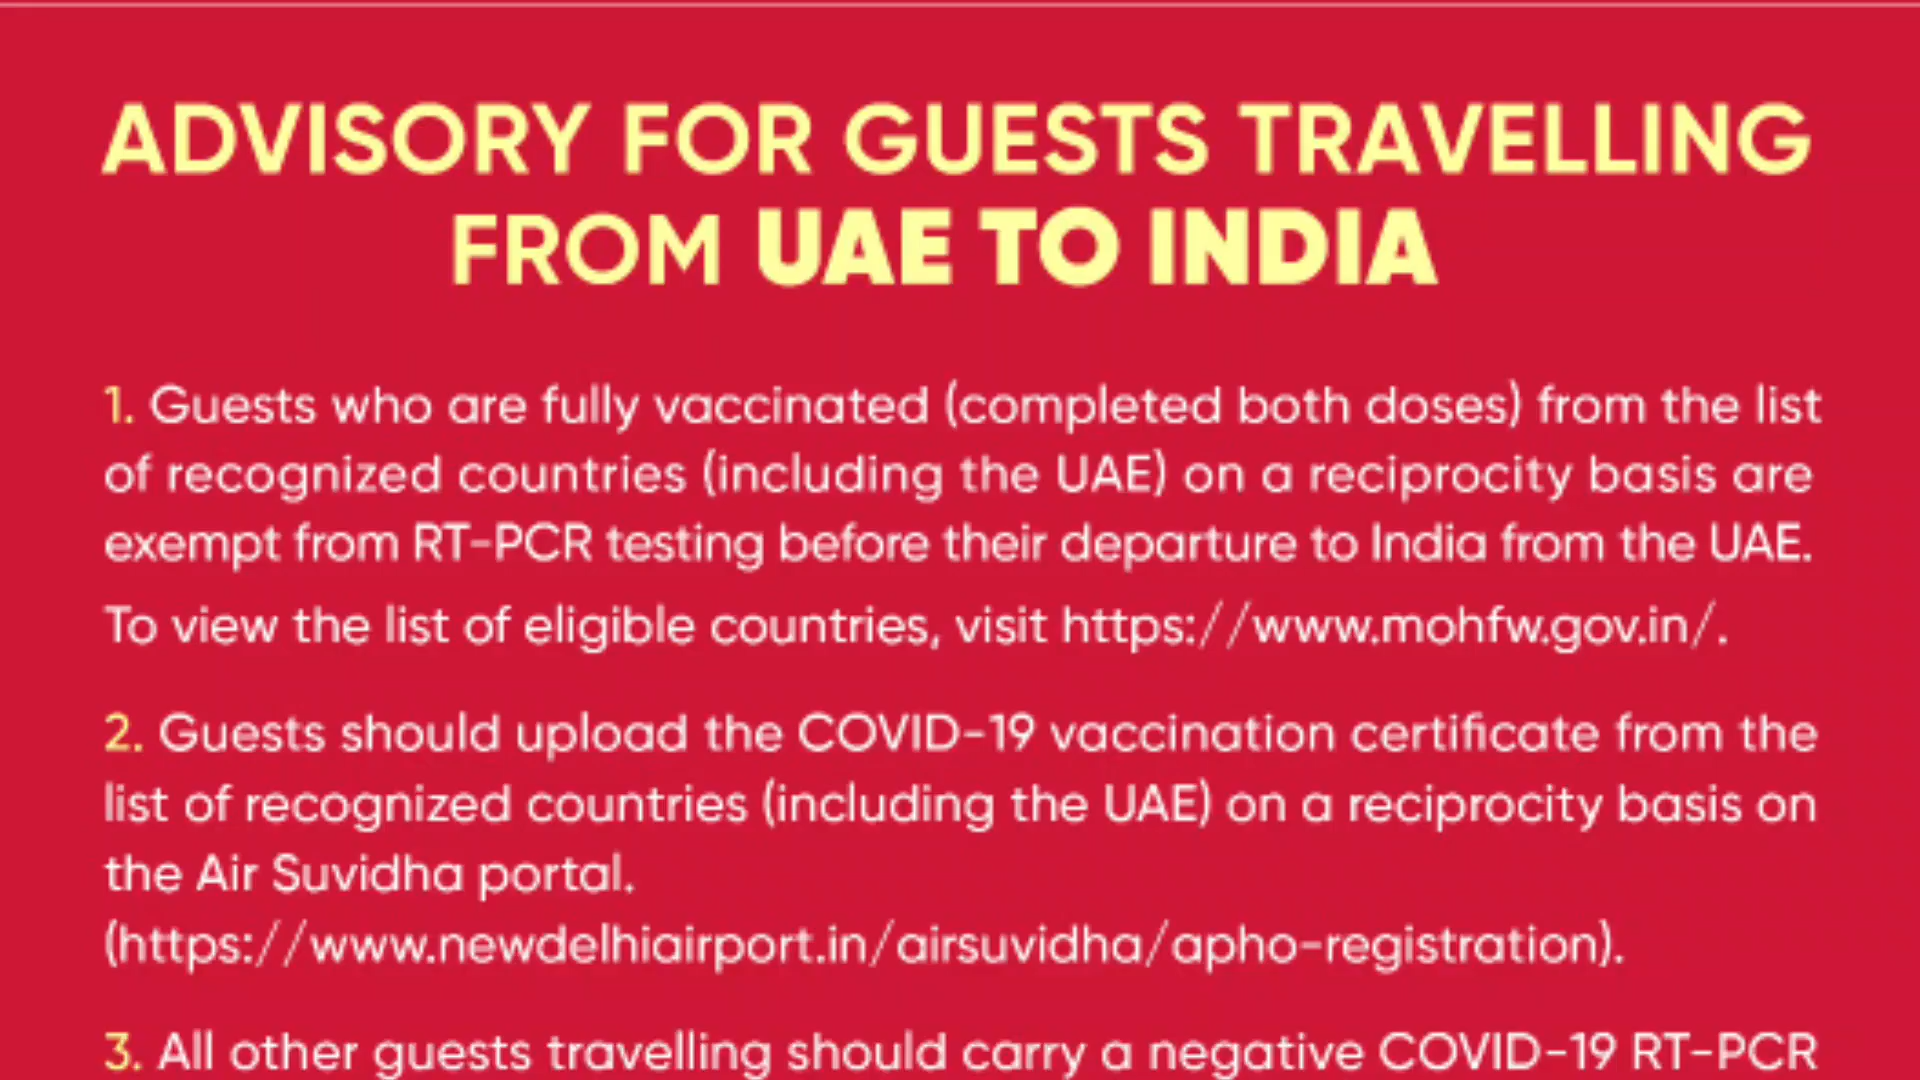 ADVISORY FOR GUESTS TRAVELLING
FROM UAE TO INDIA
1. Guests who are fully vaccinated (completed both doses) from the list
of recognized countries (including the UAE) on a reciprocity basis are
exempt from RT-PCR testing before their departure to India from the UAE.
To view the list of eligible countries, visit https://www.mohfw.gov.in/.
2. Guests should upload the COVID-19 vaccination certificate from the
list of recognized countries (including the UAE) on a reciprocity basis on
the Air Suvidha portal.
(https://www.newdelhiairport.in/airsuvidha/apho-registration).
3. All other guests travelling should carry a negative COVID-19 RT-PCR